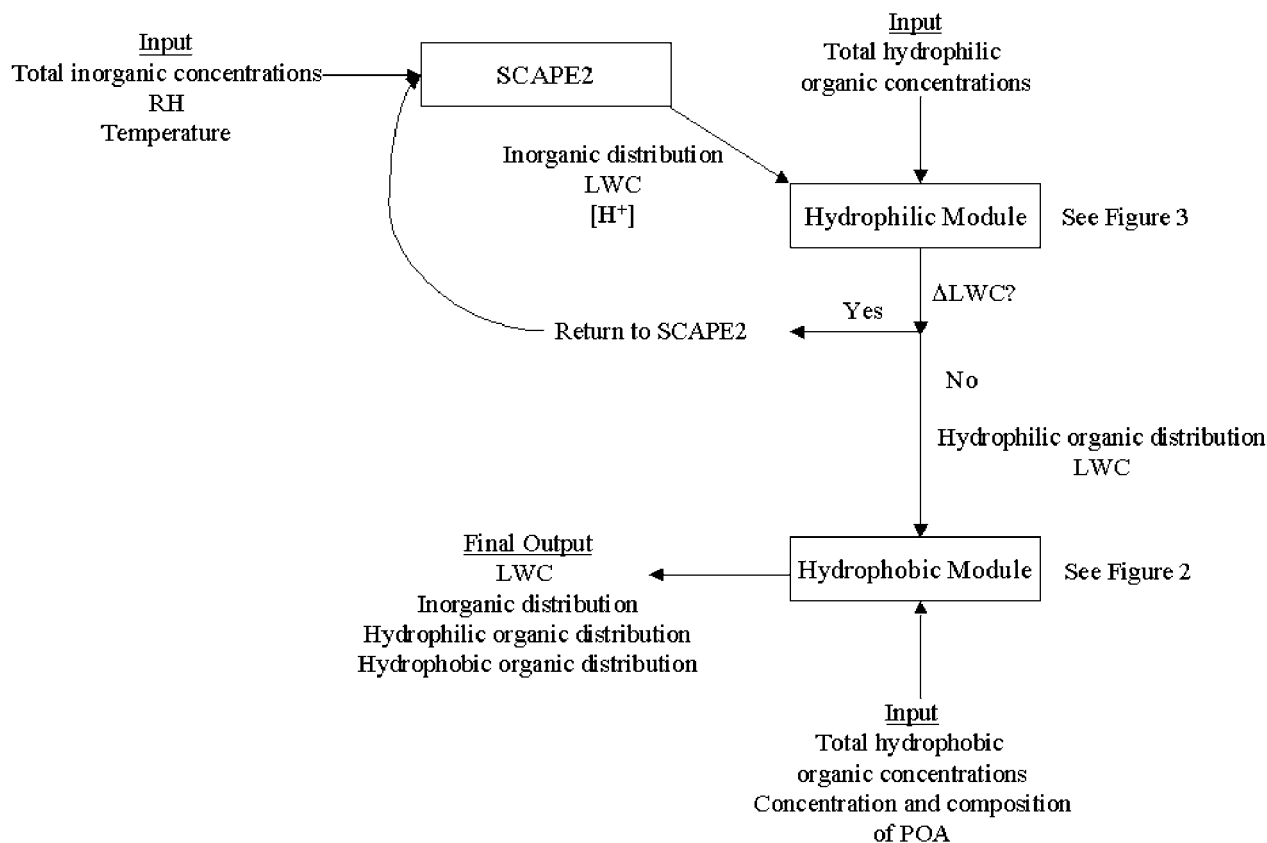 Input
Total inorganic concentrations
RH
Temperature
SCAPE2
Input
Total hydrophilic
organic concentrations
Inorganic distribution
LWC
[H⁺]
Hydrophilic Module
See Figure 3
ΔLWC?
Yes
Return to SCAPE2
No
Hydrophilic organic distribution
LWC
Hydrophobic Module
See Figure 2
Final Output
LWC
Inorganic distribution
Hydrophilic organic distribution
Hydrophobic organic distribution
Input
Total hydrophobic
organic concentrations
Concentration and composition
of POA